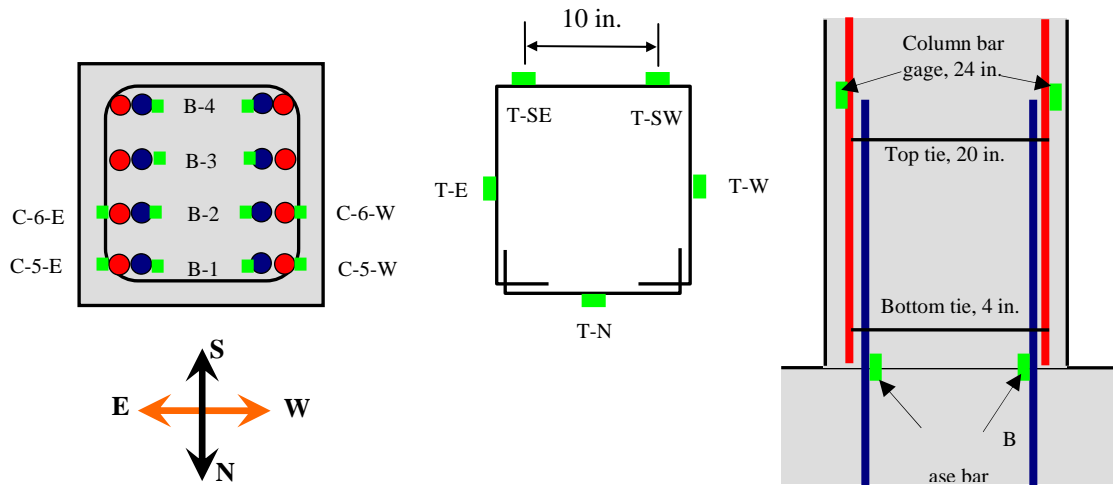 B-4
B-3
C-6-E
B-2
C-6-W
C-5-E
B-1
C-5-W
S
E
W
N
10 in.
T-SE
T-SW
T-E
T-W
T-N
Column bar
gage, 24 in.
Top tie, 20 in.
Bottom tie, 4 in.
B
ase bar